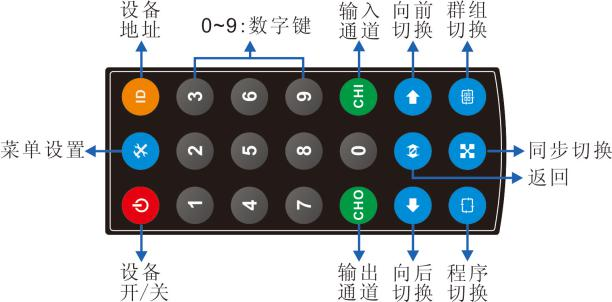 设备
地址
0~9:数字键
输入
通道
向前
切换
群组
切换
ID
3
6
9
CHI
菜单设置
2
5
8
0
同步切换
返回
1
4
7
CHO
设备
开/关
输出
通道
向后
切换
程序
切换